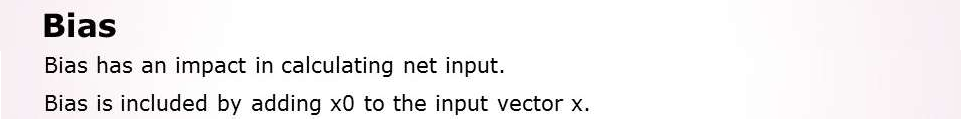 Bias
Bias has an impact in calculating net input.
Bias is included by adding x0 to the input vector x.